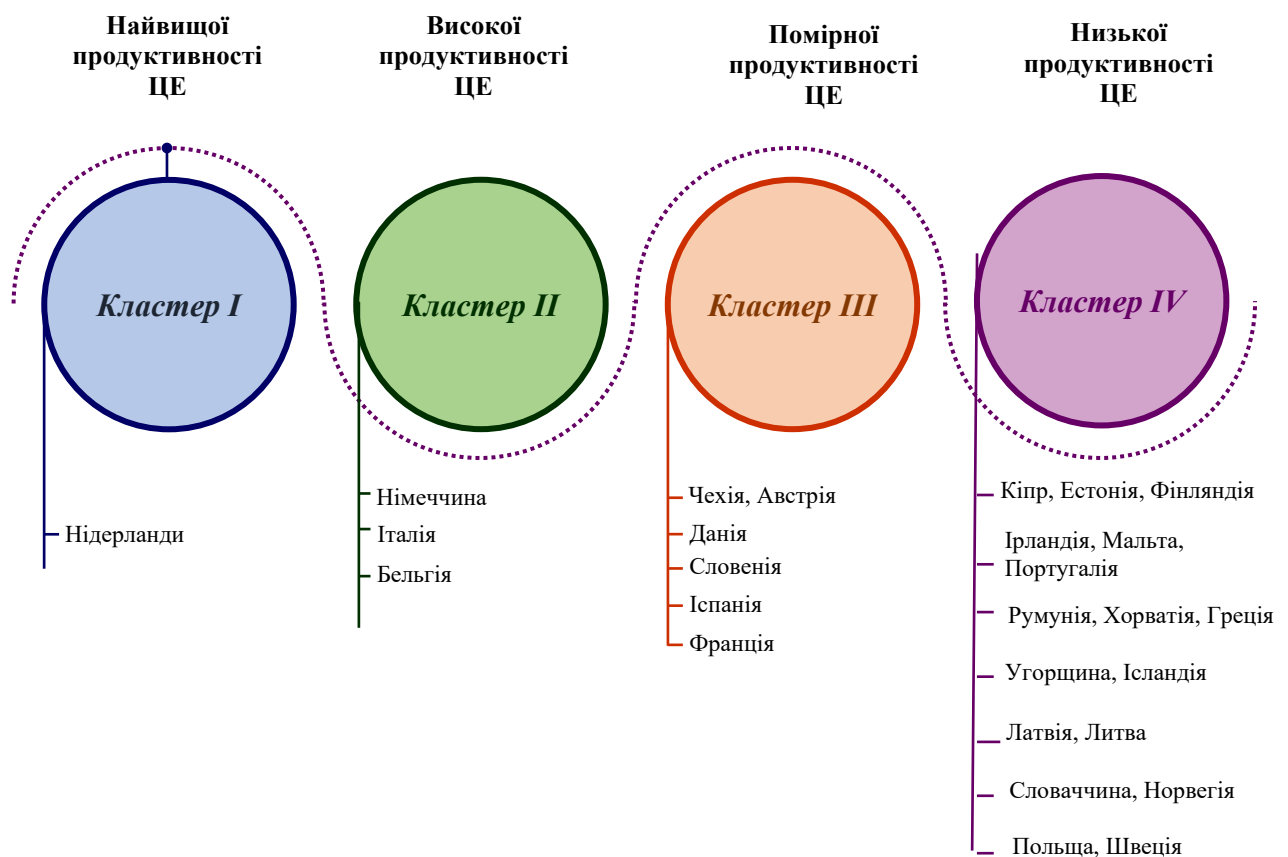 Найвищої
продуктивності
ЦЕ
Високої
продуктивності
ЦЕ
Помірної
продуктивності
ЦЕ
Низької
продуктивності
ЦЕ
Кластер I
Кластер II
Кластер III
Кластер IV
Нідерланди
Німеччина
Італія
Бельгія
Чехія, Австрія
Данія
Словенія
Іспанія
Франція
Кіпр, Естонія, Фінляндія
Ірландія, Мальта,
Португалія
Румунія, Хорватія, Греція
Угорщина, Ісландія
Латвія, Литва
Словаччина, Норвегія
Польща, Швеція